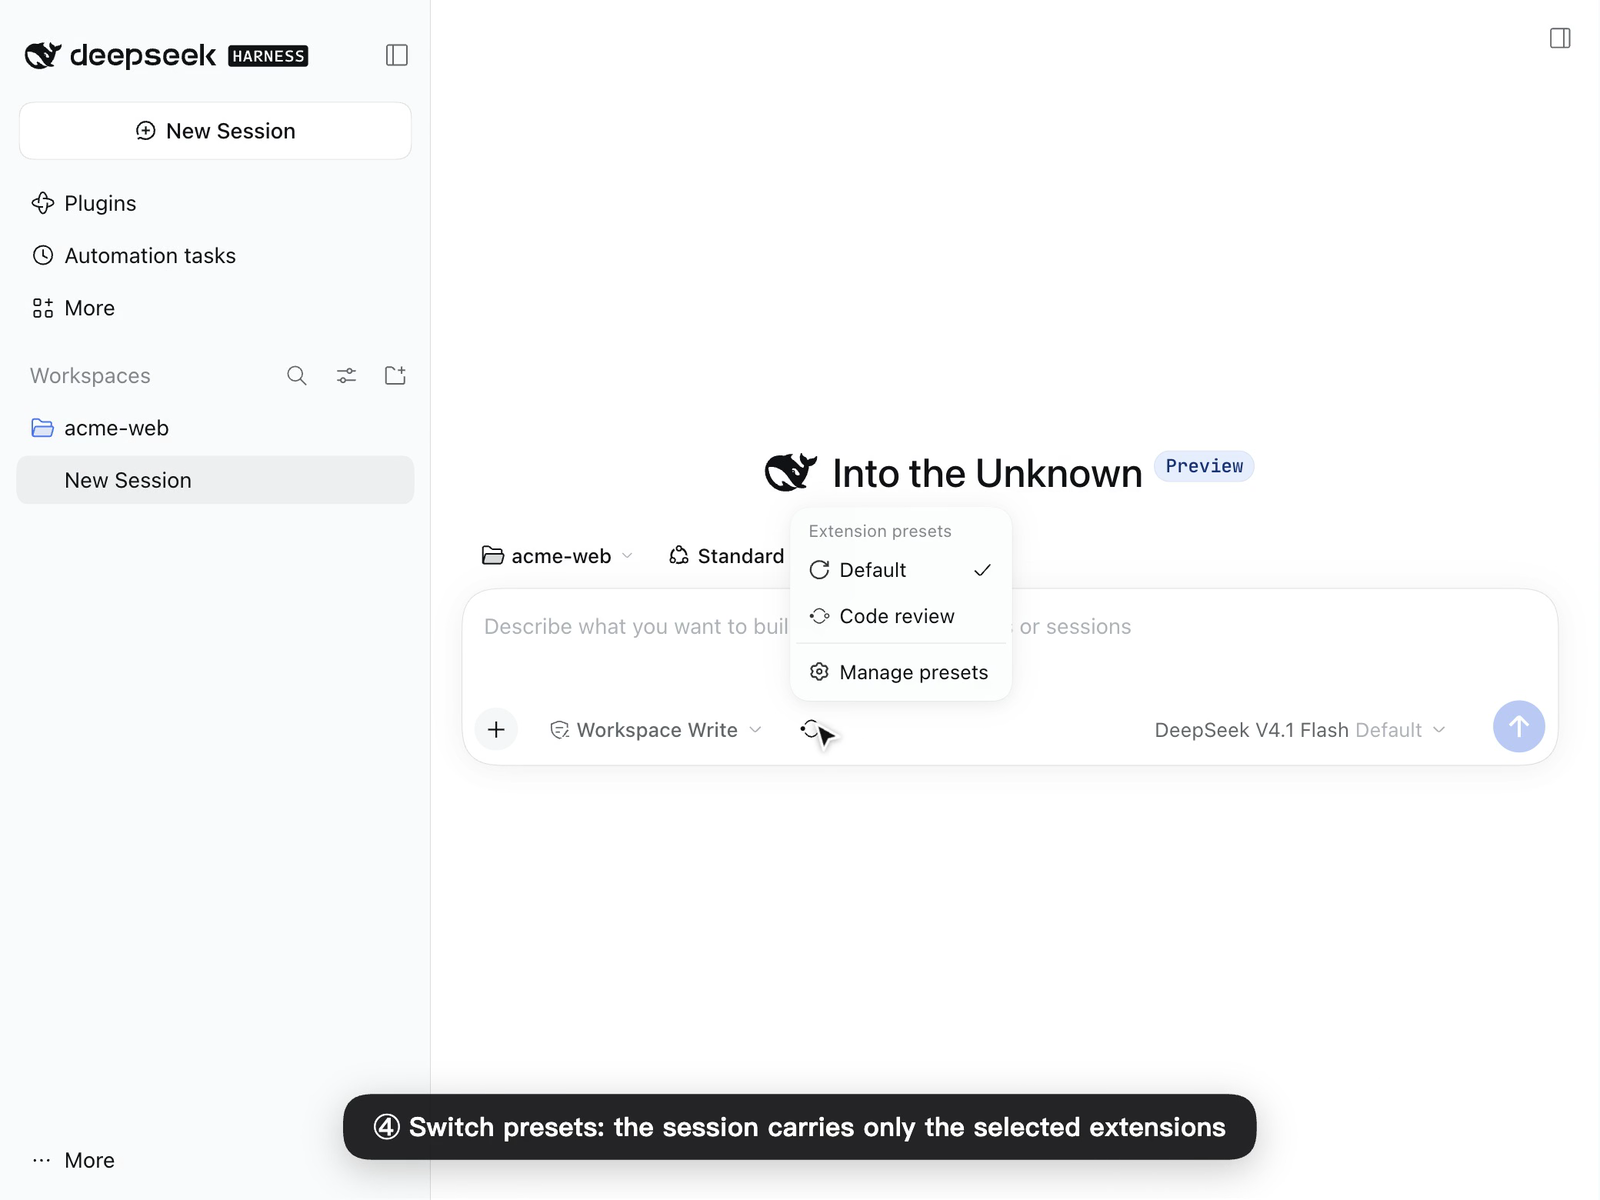 deepseek HARNESS
New Session
Plugins
Automation tasks
More
Workspaces
acme-web
New Session
More
Into the Unknown Preview
acme-web
Standard
Extension presets
Default
Code review
Manage presets
Describe what you want to buil
or sessions
Workspace Write
DeepSeek V4.1 Flash Default
④ Switch presets: the session carries only the selected extensions